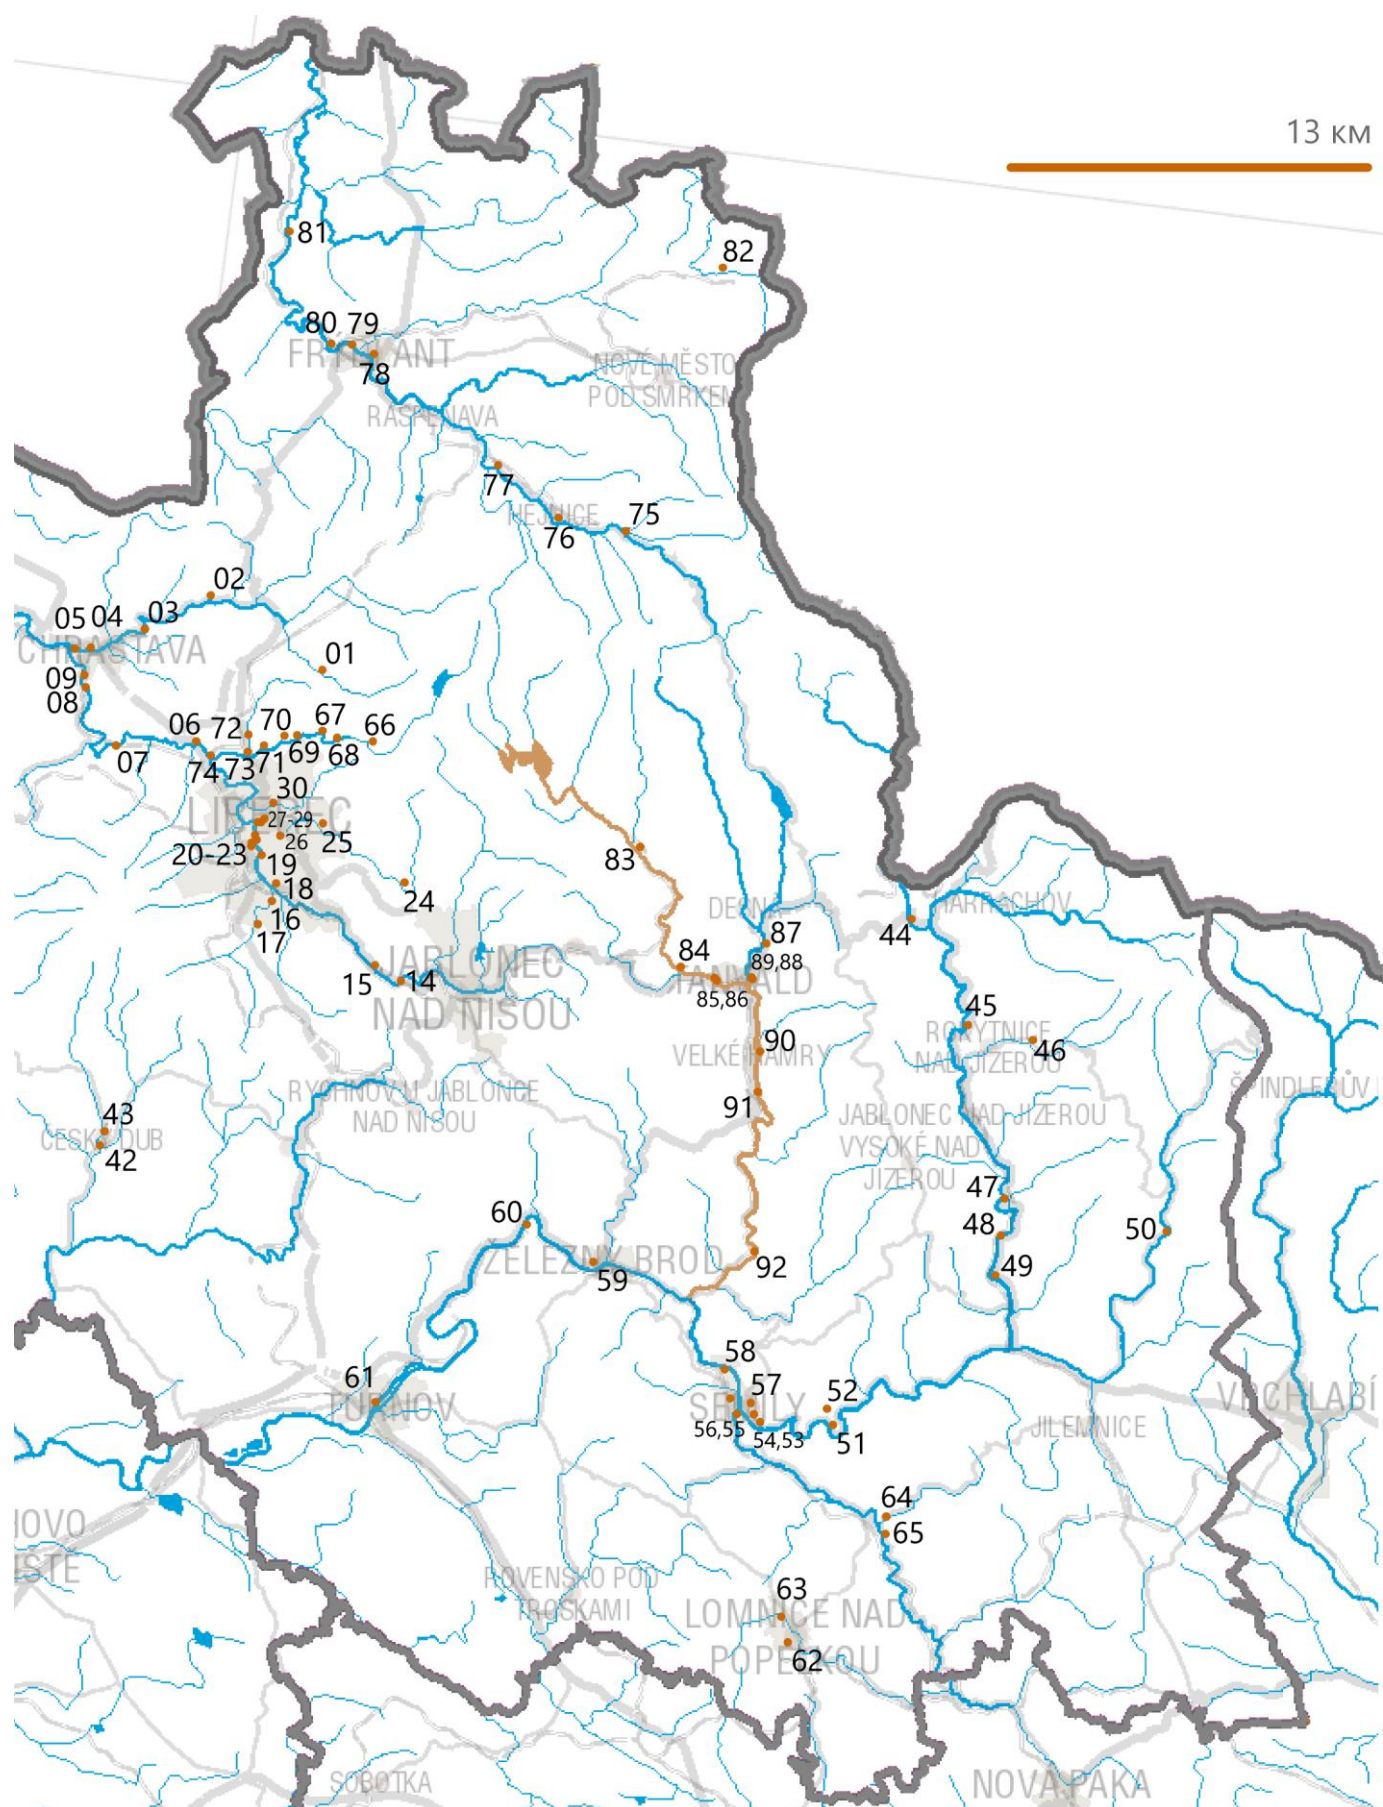 13 км
81
82
80
79
FRÝDLANT
78
NOVÉ MĚSTO
POD SMRKEM
RASPENAVA
77
HEJNICE
75
76
02
05
04
03
CHRASTAVA
01
09
08
06
72
70
67
66
07
74
73
71
69
68
30
LIBEREC
27-29
25
26
20-23
19
83
18
24
16
DESNÁ
HARRACHOV
17
87
44
JABLONEC
84
89,88
15
14
TANVALD
85,86
NAD NISOU
45
ROKYTNICE
90
46
VELKÉ HAMRY
NAD JIZEROU
RYCHNOV U JABLONCE
91
ŠPINDLERŮV
NAD NISOU
JABLONEC NAD JIZEROU
43
ČESKÝ DUB
VYSOKÉ NAD
42
JIZEROU
47
60
48
50
ŽELEZNÝ BROD
59
92
49
58
61
57
52
VRCHLABÍ
TURNOV
SEMILY
56,55
54,53
51
JILEMNICE
64
65
ROVENSKO POD
TROSKAMI
63
LOMNICE NAD
62
POPELKOU
SOBOTKA
NOVÁ PAKA